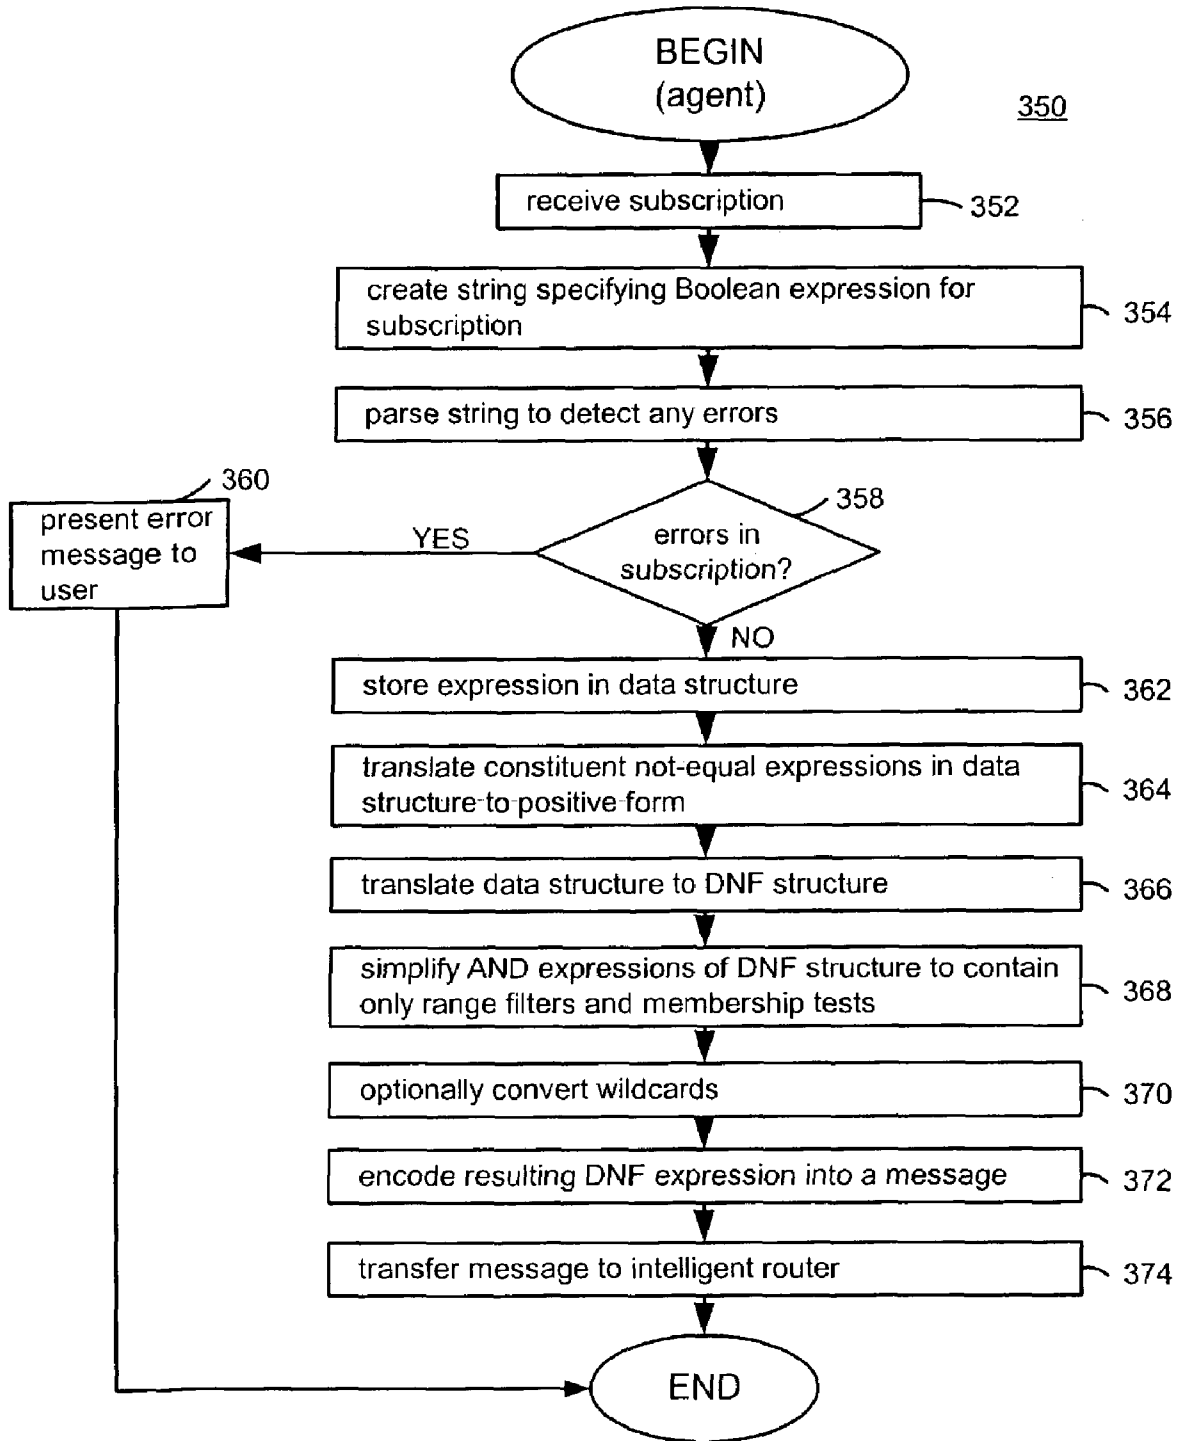 BEGIN
(agent)
350
receive subscription
352
create string specifying Boolean expression for
subscription
354
parse string to detect any errors
356
360
present error
message to
user
YES
358
errors in
subscription?
NO
store expression in data structure
362
translate constituent not-equal expressions in data
structure to positive form
364
translate data structure to DNF structure
366
simplify AND expressions of DNF structure to contain
only range filters and membership tests
368
optionally convert wildcards
370
encode resulting DNF expression into a message
372
transfer message to intelligent router
374
END